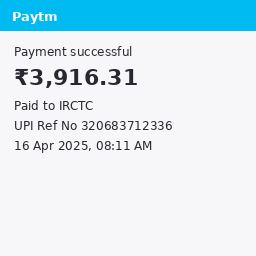 Paytm
Payment successful
₹3,916.31
Paid to IRCTC
UPI Ref No 320683712336
16 Apr 2025, 08:11 AM